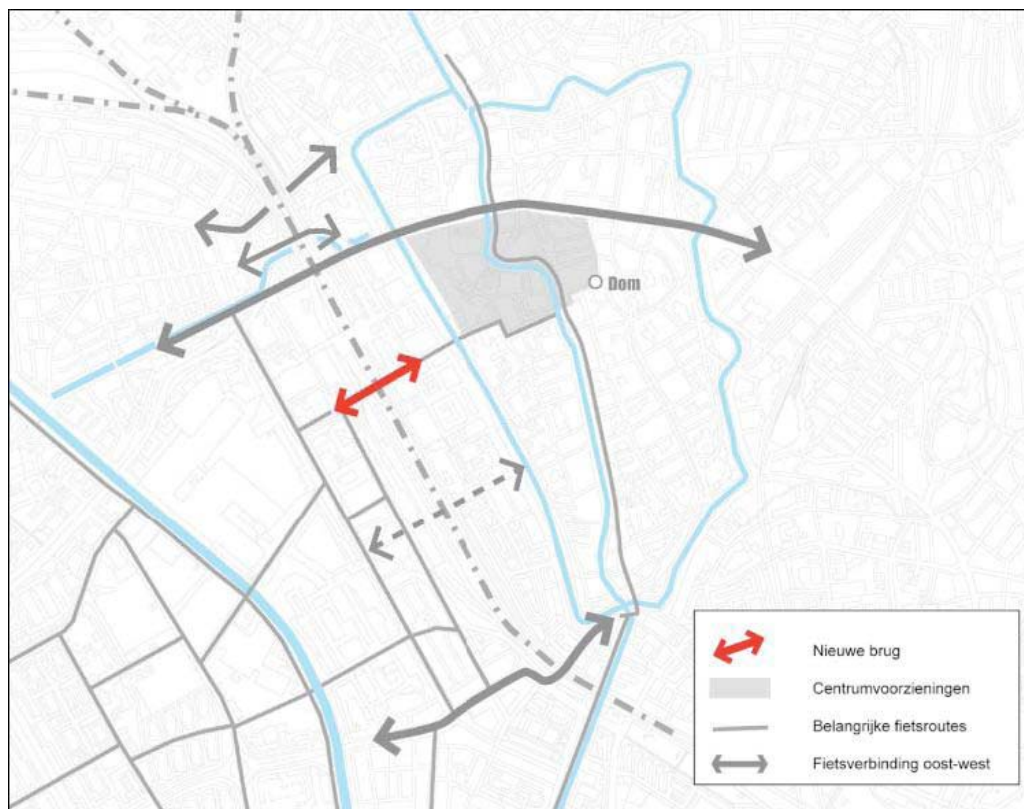 Dom
Nieuwe brug
Centrumvoorzieningen
Belangrijke fietsroutes
Fietsverbinding oost-west